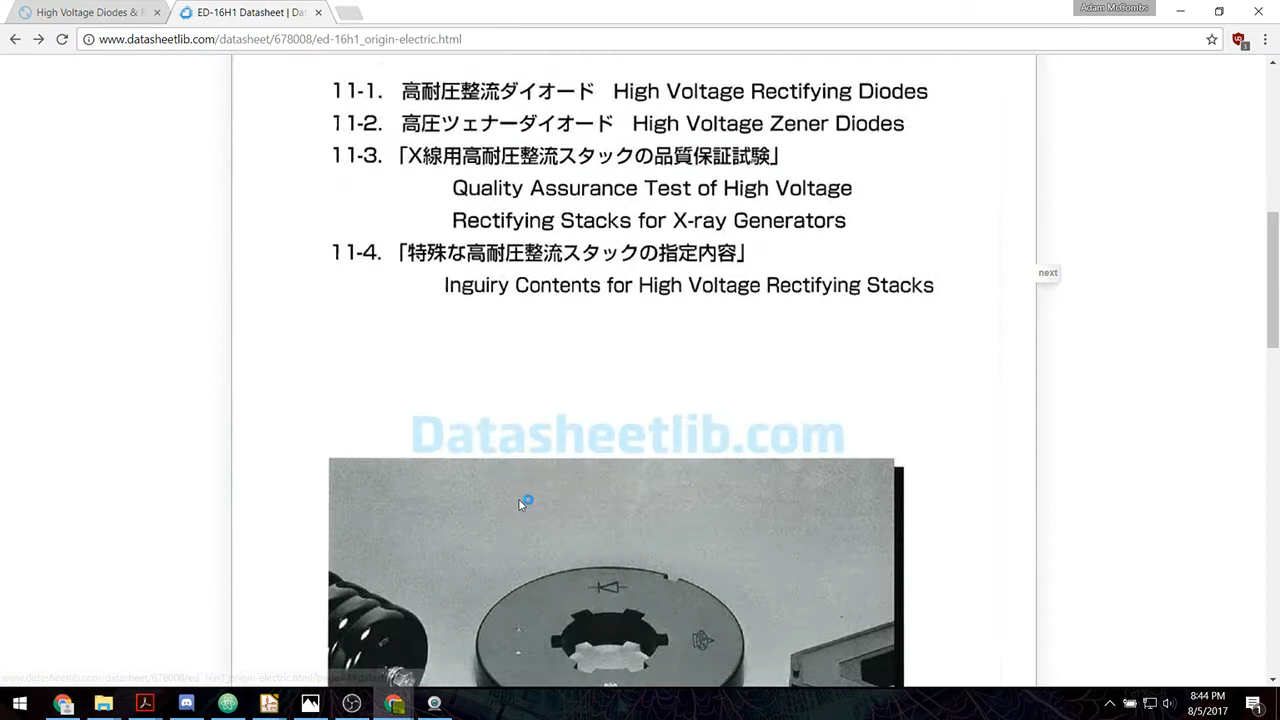 High Voltage Diodes & R
ED-16H1 Datasheet | Dat
Adam McCombs
www.datasheetlib.com/datasheet/678008/ed-16h1_origin-electric.html
3
11-1. 高耐圧整流ダイオード High Voltage Rectifying Diodes
11-2. 高圧ツェナーダイオード High Voltage Zener Diodes
11-3. 「X線用高耐圧整流スタックの品質保証試験」
Quality Assurance Test of High Voltage
Rectifying Stacks for X-ray Generators
11-4. 「特殊な高耐圧整流スタックの指定内容」
Inguiry Contents for High Voltage Rectifying Stacks
next
Datasheetlib.com
8:44 PM
8/5/2017
1